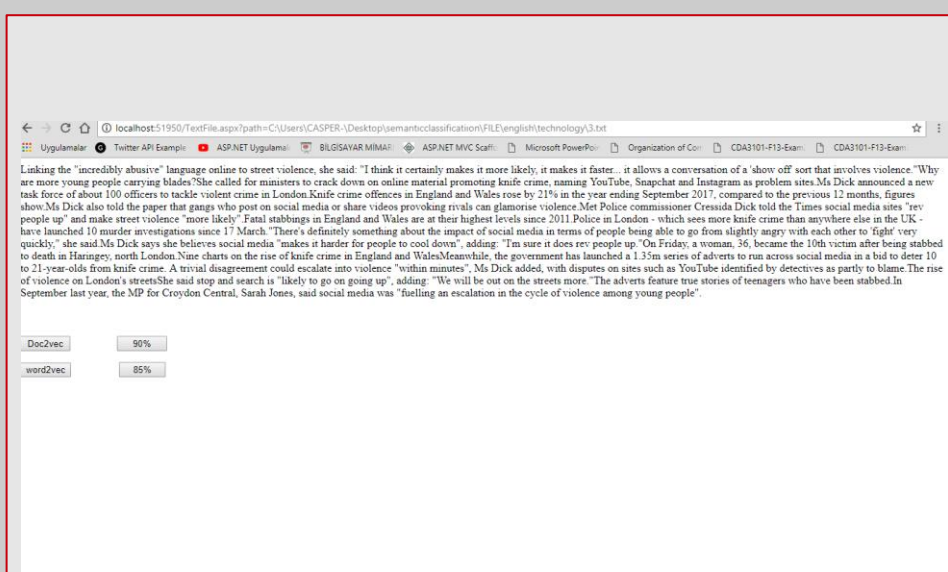 localhost:51950/TextFile.aspx?path=C:\Users\CASPER-\Desktop\semanticclassificatiion\FILE\english\technology\3.txt
Uygulamalar Twitter API Example ASP.NET Uygulamal BİLGİSAYAR MİMARİ ASP.NET MVC Scaffo Microsoft PowerPoi Organization of Com CDA3101-F13-Exam. CDA3101-F13-Exam
Linking the "incredibly abusive" language online to street violence, she said: "I think it certainly makes it more likely, it makes it faster... it allows a conversation of a 'show off' sort that involves violence."Why
are more young people carrying blades?She called for ministers to crack down on online material promoting knife crime, naming YouTube, Snapchat and Instagram as problem sites.Ms Dick announced a new
task force of about 100 officers to tackle violent crime in London.Knife crime offences in England and Wales rose by 21% in the year ending September 2017, compared to the previous 12 months, figures
show.Ms Dick also told the paper that gangs who post on social media or share videos provoking rivals can glamorise violence.Met Police commissioner Cressida Dick told the Times social media sites "rev
people up" and make street violence "more likely".Fatal stabbings in England and Wales are at their highest levels since 2011.Police in London - which sees more knife crime than anywhere else in the UK -
have launched 10 murder investigations since 17 March."There's definitely something about the impact of social media in terms of people being able to go from slightly angry with each other to 'fight' very
quickly," she said.Ms Dick says she believes social media "makes it harder for people to cool down", adding: "I'm sure it does rev people up."On Friday, a woman, 36, became the 10th victim after being stabbed
to death in Haringey, north London.Nine charts on the rise of knife crime in England and WalesMeanwhile, the government has launched a 1.35m series of adverts to run across social media in a bid to deter 10
to 21-year-olds from knife crime. A trivial disagreement could escalate into violence "within minutes", Ms Dick added, with disputes on sites such as YouTube identified by detectives as partly to blame.The rise
of violence on London's streetsShe said stop and search is "likely to go on going up", adding: "We will be out on the streets more."The adverts feature true stories of teenagers who have been stabbed.In
September last year, the MP for Croydon Central, Sarah Jones, said social media was "fuelling an escalation in the cycle of violence among young people".
Doc2vec 90%
word2vec 85%